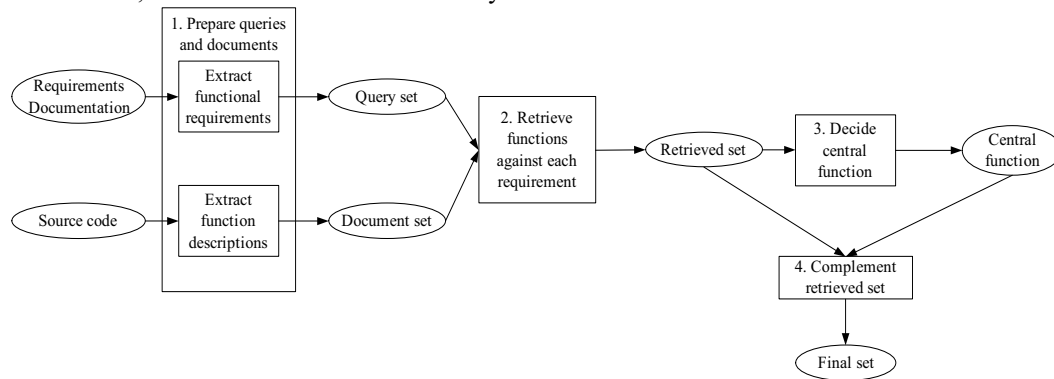 1. Prepare queries
and documents
Requirements
Documentation
Extract
functional
requirements
Query set
Source code
Extract
function
descriptions
Document set
2. Retrieve
functions
against each
requirement
Retrieved set
3. Decide
central
function
Central
function
4. Complement
retrieved set
Final set